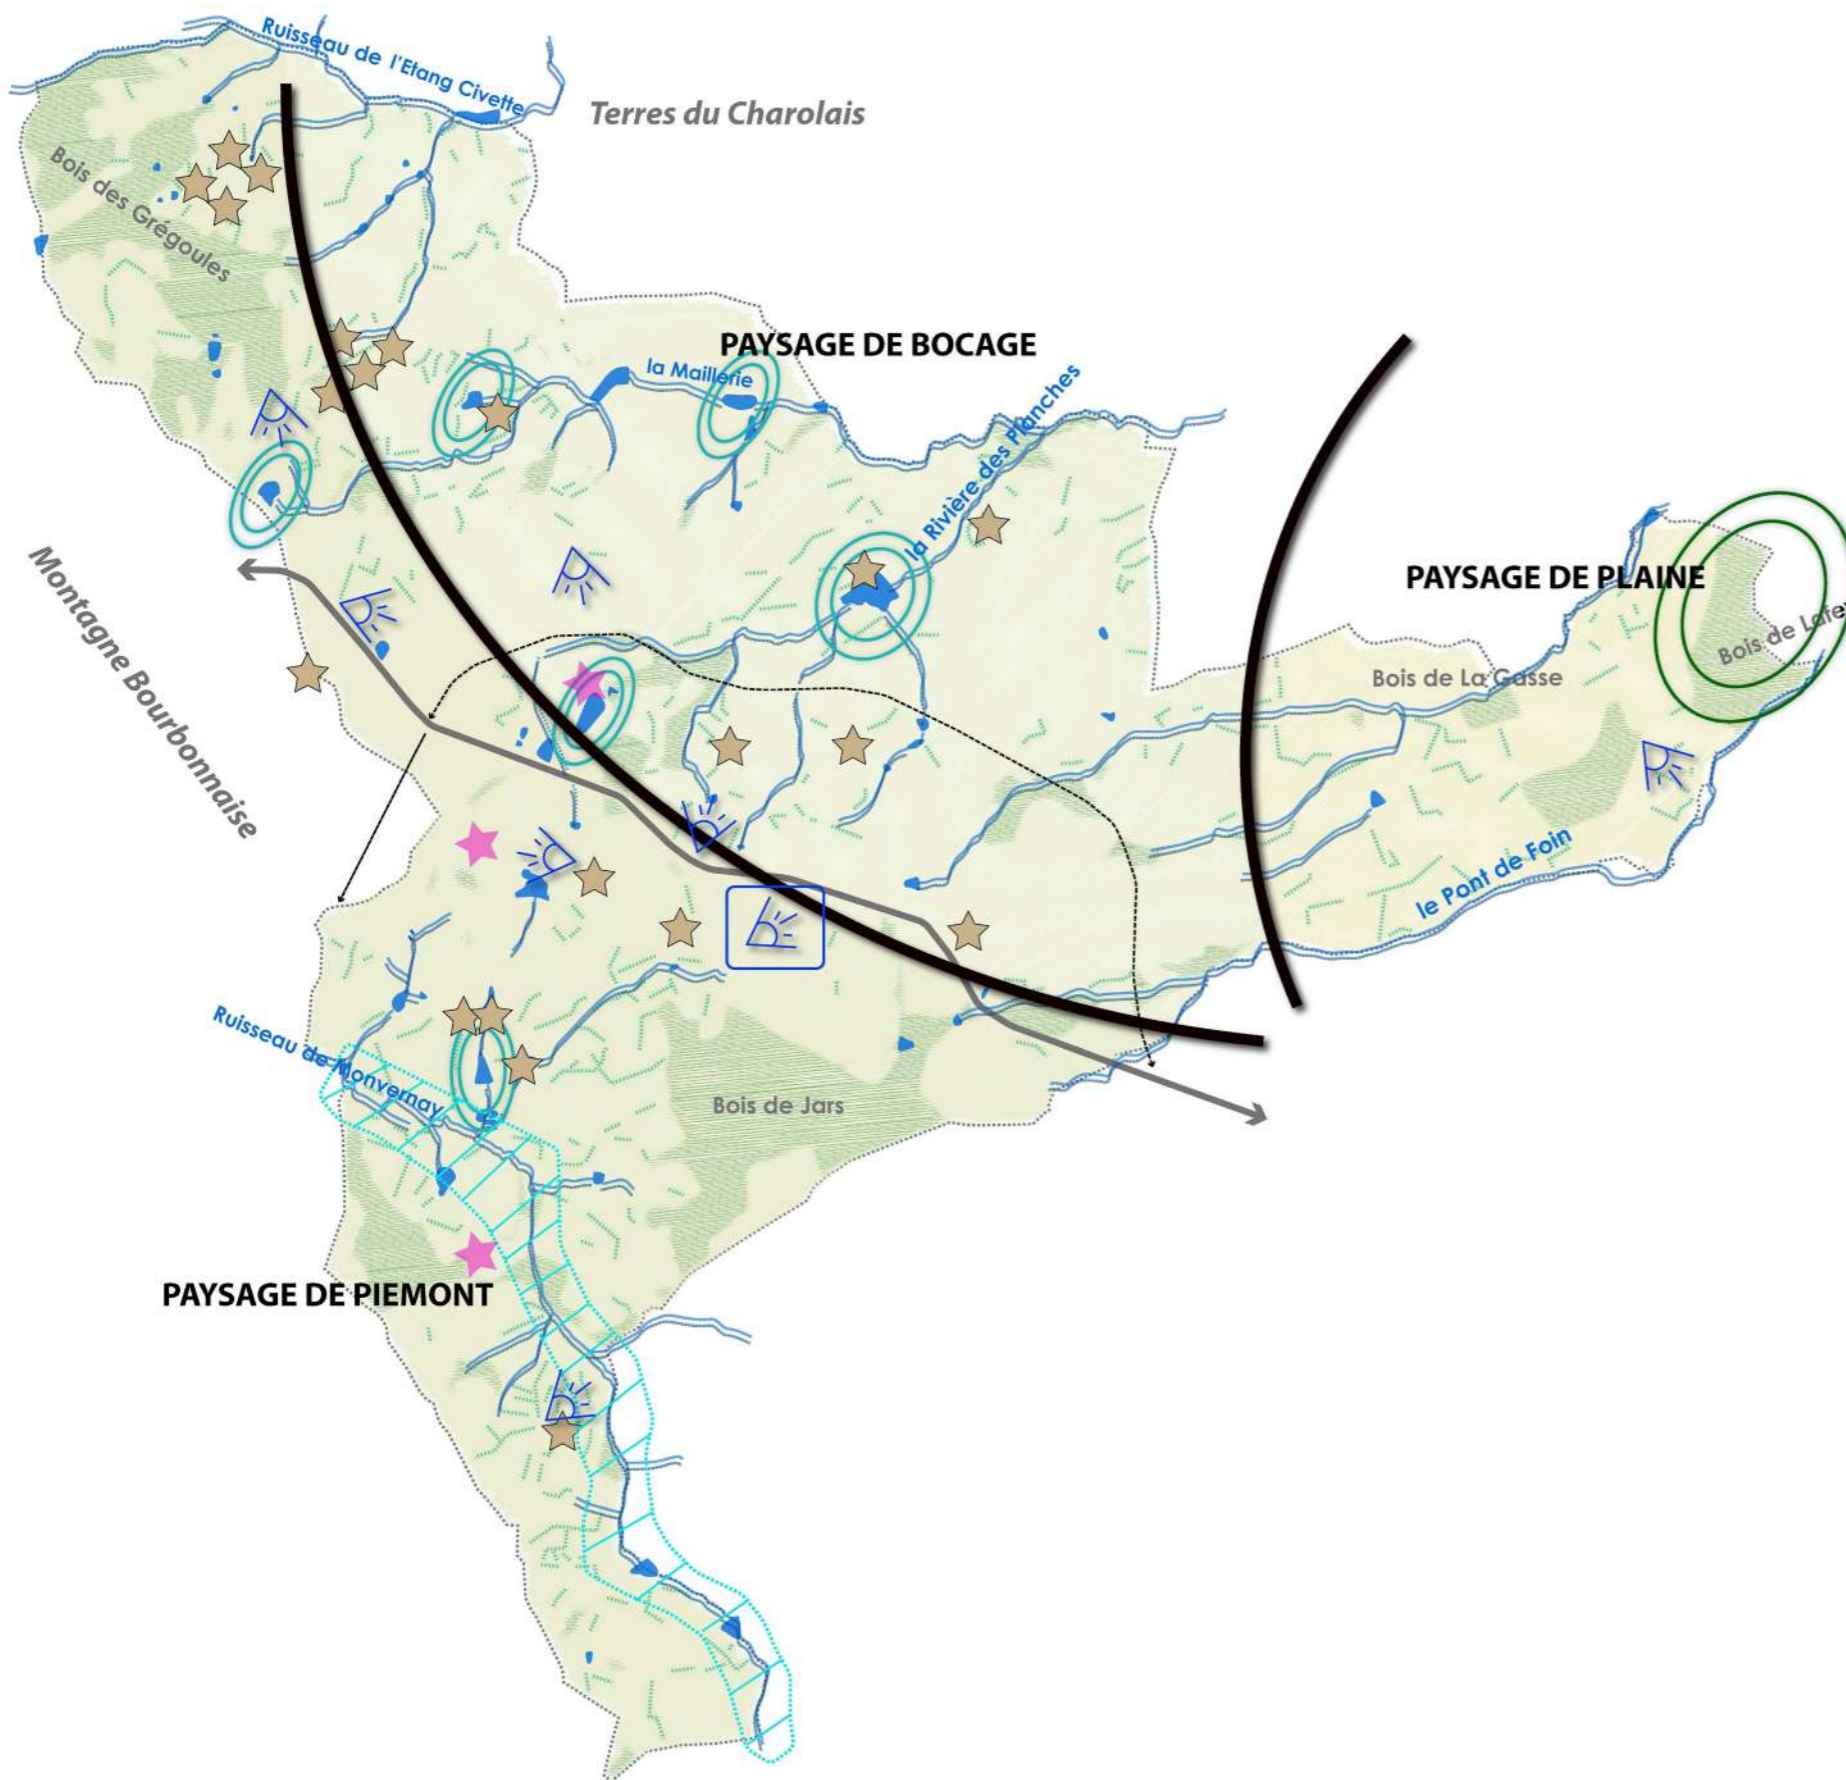 Ruisseau de l'Etang Civette
Terres du Charolais
Bois des Grégoules
PAYSAGE DE BOCAGE
la Maillerie
la Rivière des Planches
PAYSAGE DE PLAINE
Montagne Bourbonnaise
Bois de
Bois de La Gasse
le Pont de Foin
Ruisseau de Monvernay
Bois de Jars
PAYSAGE DE PIEMONT